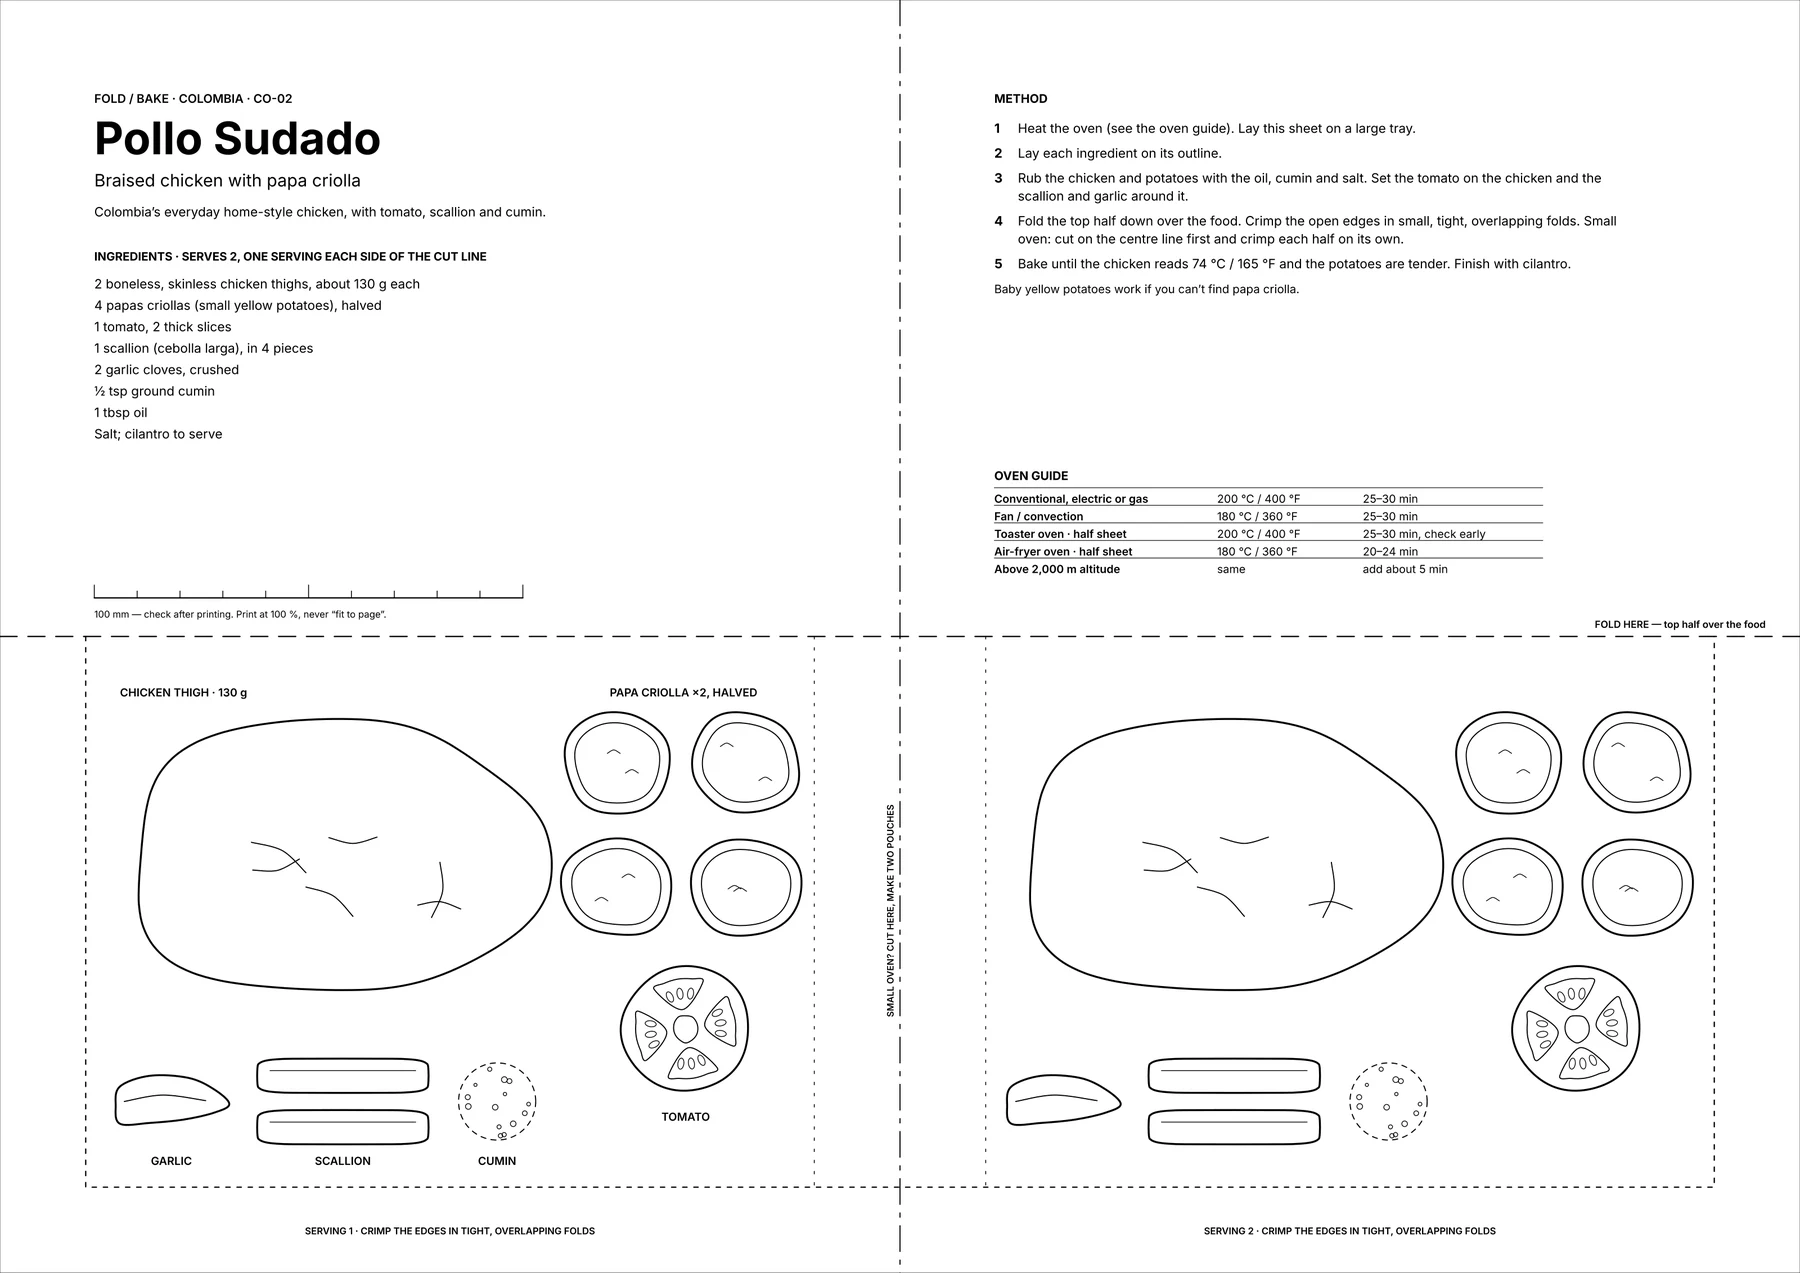 FOLD / BAKE · COLOMBIA · CO-02
Pollo Sudado
Braised chicken with papa criolla
Colombia’s everyday home-style chicken, with tomato, scallion and cumin.
INGREDIENTS · SERVES 2, ONE SERVING EACH SIDE OF THE CUT LINE
2 boneless, skinless chicken thighs, about 130 g each
4 papas criollas (small yellow potatoes), halved
1 tomato, 2 thick slices
1 scallion (cebolla larga), in 4 pieces
2 garlic cloves, crushed
½ tsp ground cumin
1 tbsp oil
Salt; cilantro to serve
100 mm — check after printing. Print at 100 %, never “fit to page”.
METHOD
1 Heat the oven (see the oven guide). Lay this sheet on a large tray.
2 Lay each ingredient on its outline.
3 Rub the chicken and potatoes with the oil, cumin and salt. Set the tomato on the chicken and the
scallion and garlic around it.
4 Fold the top half down over the food. Crimp the open edges in small, tight, overlapping folds. Small
oven: cut on the centre line first and crimp each half on its own.
5 Bake until the chicken reads 74 °C / 165 °F and the potatoes are tender. Finish with cilantro.
Baby yellow potatoes work if you can’t find papa criolla.
OVEN GUIDE
Conventional, electric or gas 200 °C / 400 °F 25–30 min
Fan / convection 180 °C / 360 °F 25–30 min
Toaster oven · half sheet 200 °C / 400 °F 25–30 min, check early
Air-fryer oven · half sheet 180 °C / 360 °F 20–24 min
Above 2,000 m altitude same add about 5 min
FOLD HERE — top half over the food
CHICKEN THIGH · 130 g
PAPA CRIOLLA ×2, HALVED
SMALL OVEN? CUT HERE, MAKE TWO POUCHES
TOMATO
GARLIC
SCALLION
CUMIN
SERVING 1 · CRIMP THE EDGES IN TIGHT, OVERLAPPING FOLDS
SERVING 2 · CRIMP THE EDGES IN TIGHT, OVERLAPPING FOLDS